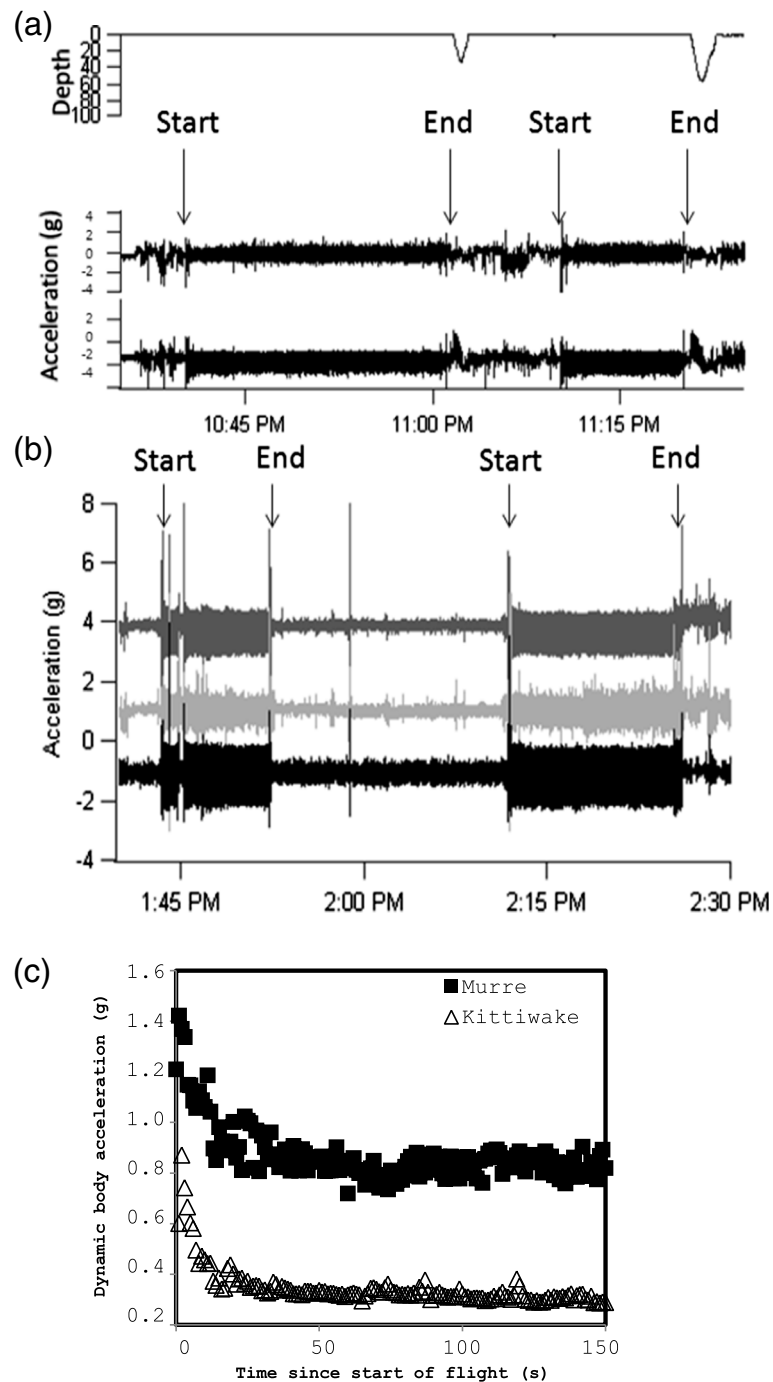 (a)
Depth
0
20
40
60
80
100
Start End Start End
Acceleration (g)
4
2
0
-2
-4
2
0
-2
-4
10:45 PM 11:00 PM 11:15 PM
(b)
Start End Start End
Acceleration (g)
8
6
4
2
0
-2
-4
1:45 PM 2:00 PM 2:15 PM 2:30 PM
(c)
Dynamic body acceleration (g)
1.6
1.4
1.2
1.0
0.8
0.6
0.4
0.2
Murre
Kittiwake
0 50 100 150
Time since start of flight (s)